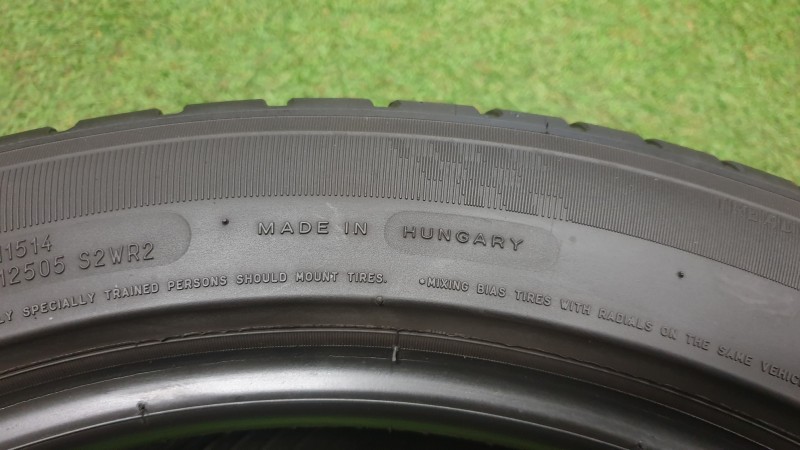 11514
12505 S2WR2
MADE IN HUNGARY
SPECIALLY TRAINED PERSONS SHOULD MOUNT TIRES.
•MIXING BIAS TIRES WITH RADIALS ON THE SAME